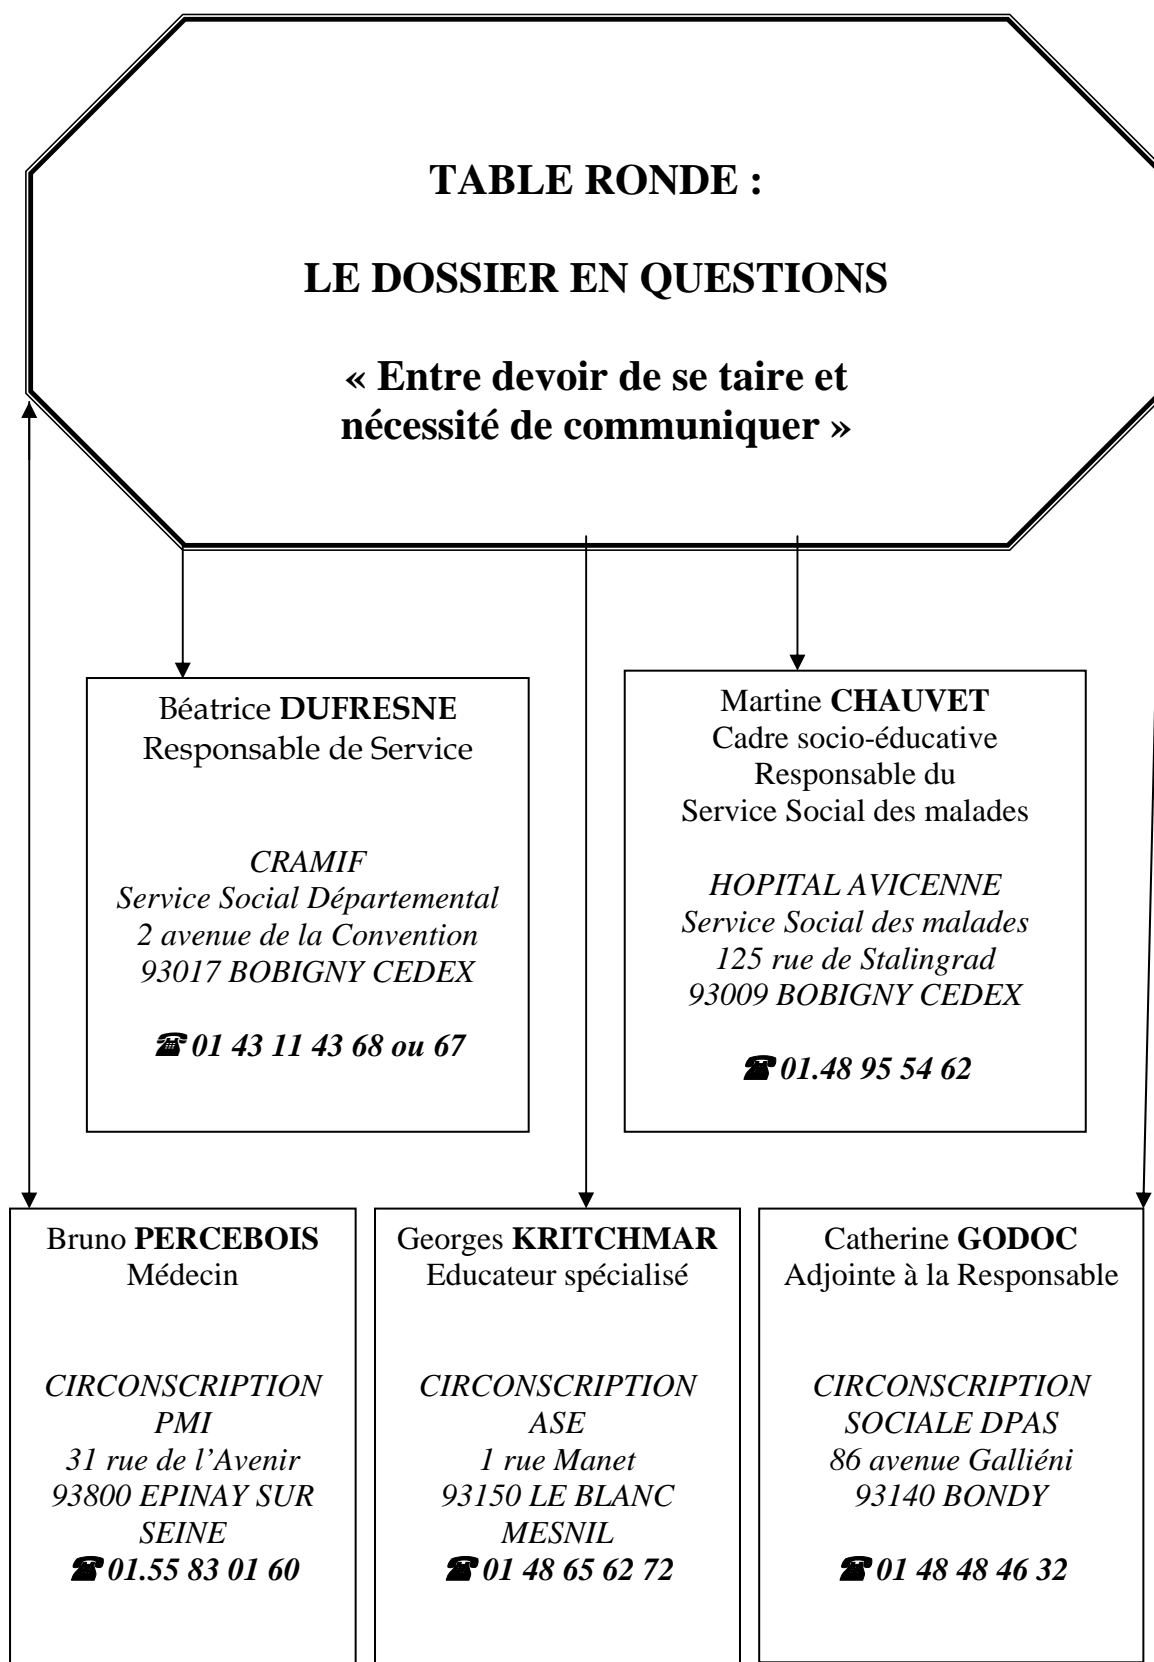 TABLE RONDE :
LE DOSSIER EN QUESTIONS
« Entre devoir de se taire et
nécessité de communiquer »
Béatrice DUFRESNE
Responsable de Service
CRAMIF
Service Social Départemental
2 avenue de la Convention
93017 BOBIGNY CEDEX
☎ 01 43 11 43 68 ou 67
Martine CHAUVET
Cadre socio-éducative
Responsable du
Service Social des malades
HOPITAL AVICENNE
Service Social des malades
125 rue de Stalingrad
93009 BOBIGNY CEDEX
☎ 01.48 95 54 62
Bruno PERCEBOIS
Médecin
CIRCONSCRIPTION
PMI
31 rue de l’Avenir
93800 EPINAY SUR
SEINE
☎ 01.55 83 01 60
Georges KRITCHMAR
Educateur spécialisé
CIRCONSCRIPTION
ASE
1 rue Manet
93150 LE BLANC
MESNIL
☎ 01 48 65 62 72
Catherine GODOC
Adjointe à la Responsable
CIRCONSCRIPTION
SOCIALE DPAS
86 avenue Galliéni
93140 BONDY
☎ 01 48 48 46 32